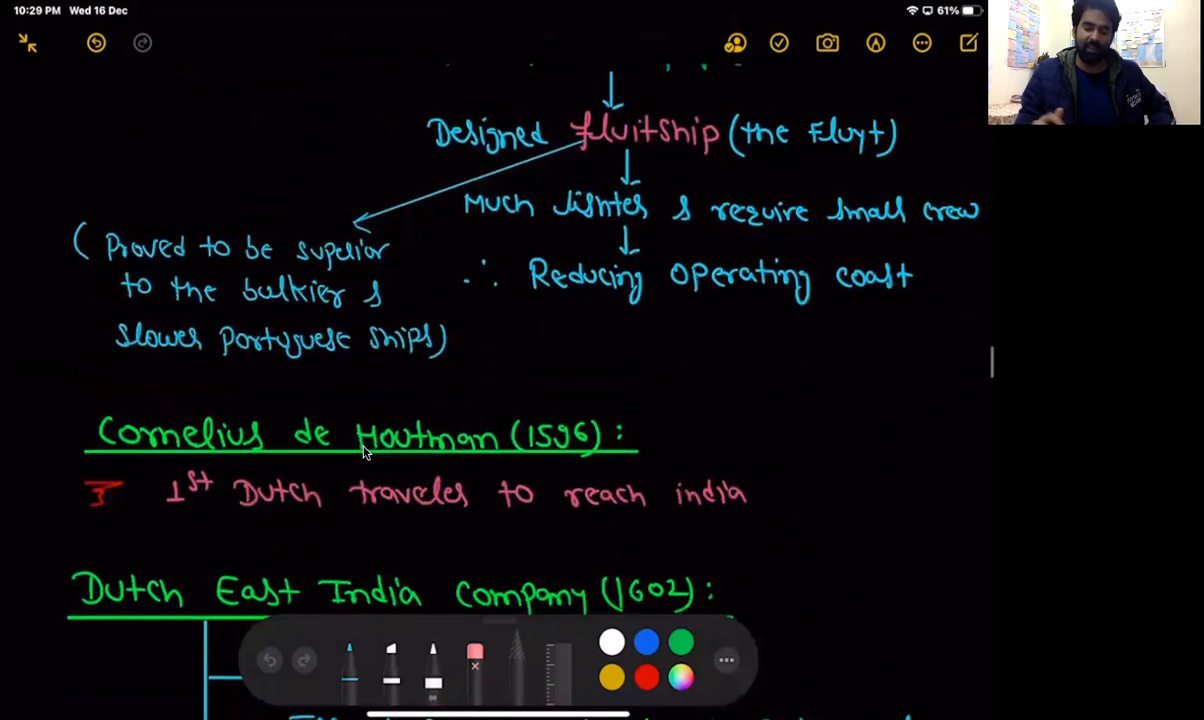 10:29 PM Wed 16 Dec
61%
Designed fluitship (the Fluyt)
Much lighter & require small crew
∴ Reducing operating coast
( Proved to be superior
to the bulkier &
slower Portuguese ships)
Cornelius de Houtman (1596) :
1st Dutch traveler to reach india
Dutch East India Company (1602) :